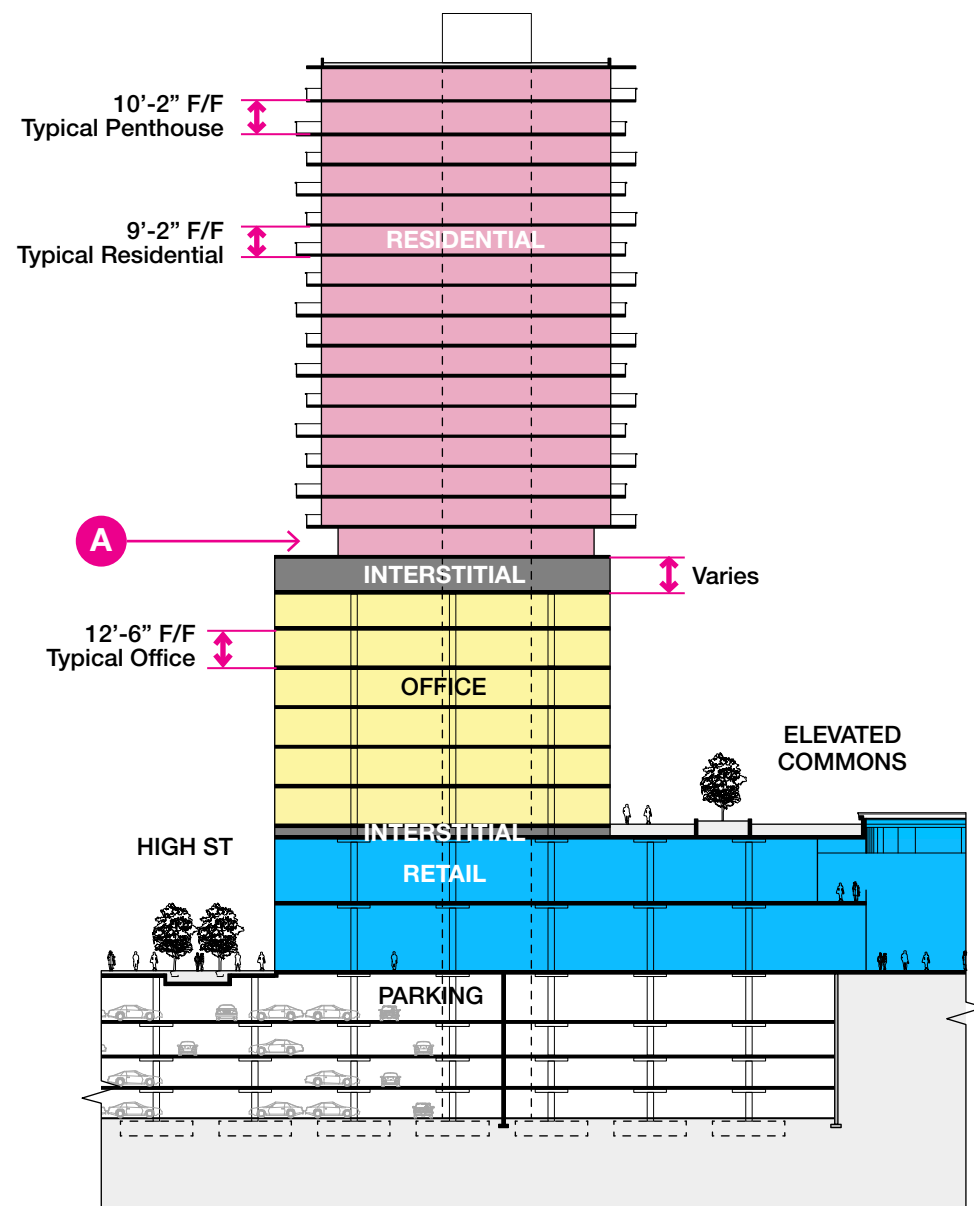 10’-2” F/F
Typical Penthouse
9’-2” F/F
Typical Residential
RESIDENTIAL
A
INTERSTITIAL
Varies
12’-6” F/F
Typical Office
OFFICE
ELEVATED
COMMONS
INTERSTITIAL
HIGH ST
RETAIL
PARKING